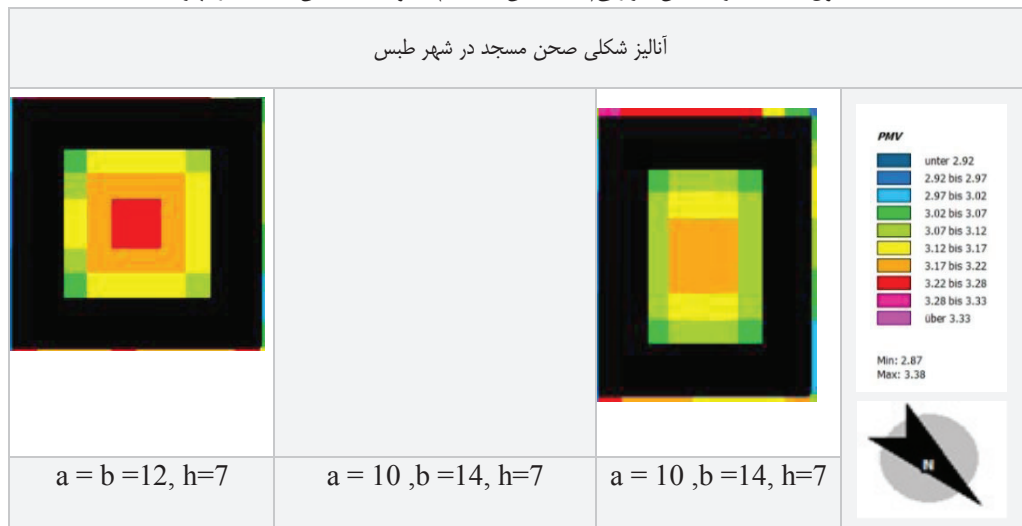 آنالیز شکلی صحن مسجد در شهر طبس
PMV
unter 2.92
2.92 bis 2.97
2.97 bis 3.02
3.02 bis 3.07
3.07 bis 3.12
3.12 bis 3.17
3.17 bis 3.22
3.22 bis 3.28
3.28 bis 3.33
über 3.33
Min: 2.87
Max: 3.38
N
a = b =12, h=7
a = 10 ,b =14, h=7
a = 10 ,b =14, h=7